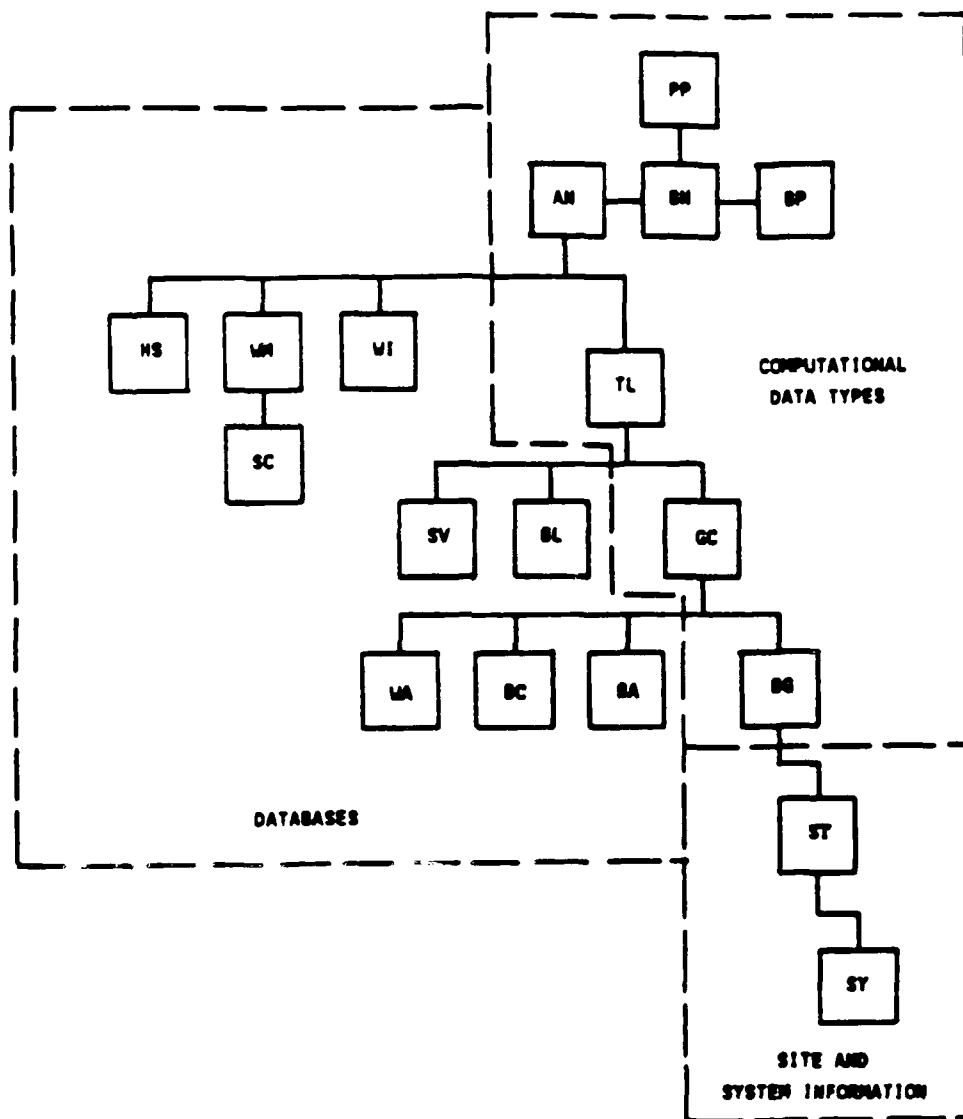 PP
AN
BN
BP
HS
WM
WI
TL
COMPUTATIONAL
DATA TYPES
SC
SV
BL
GC
WA
BC
BA
BG
DATABASES
ST
SY
SITE AND
SYSTEM INFORMATION